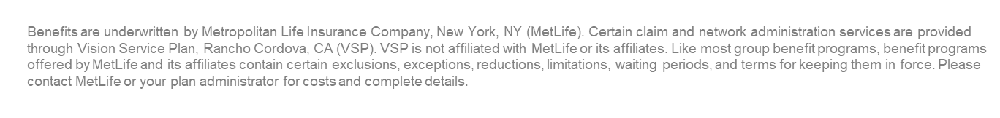 Benefits are underwritten by Metropolitan Life Insurance Company, New York, NY (MetLife). Certain claim and network administration services are provided
through Vision Service Plan, Rancho Cordova, CA (VSP). VSP is not affiliated with MetLife or its affiliates. Like most group benefit programs, benefit programs
offered by MetLife and its affiliates contain certain exclusions, exceptions, reductions, limitations, waiting periods, and terms for keeping them in force. Please
contact MetLife or your plan administrator for costs and complete details.